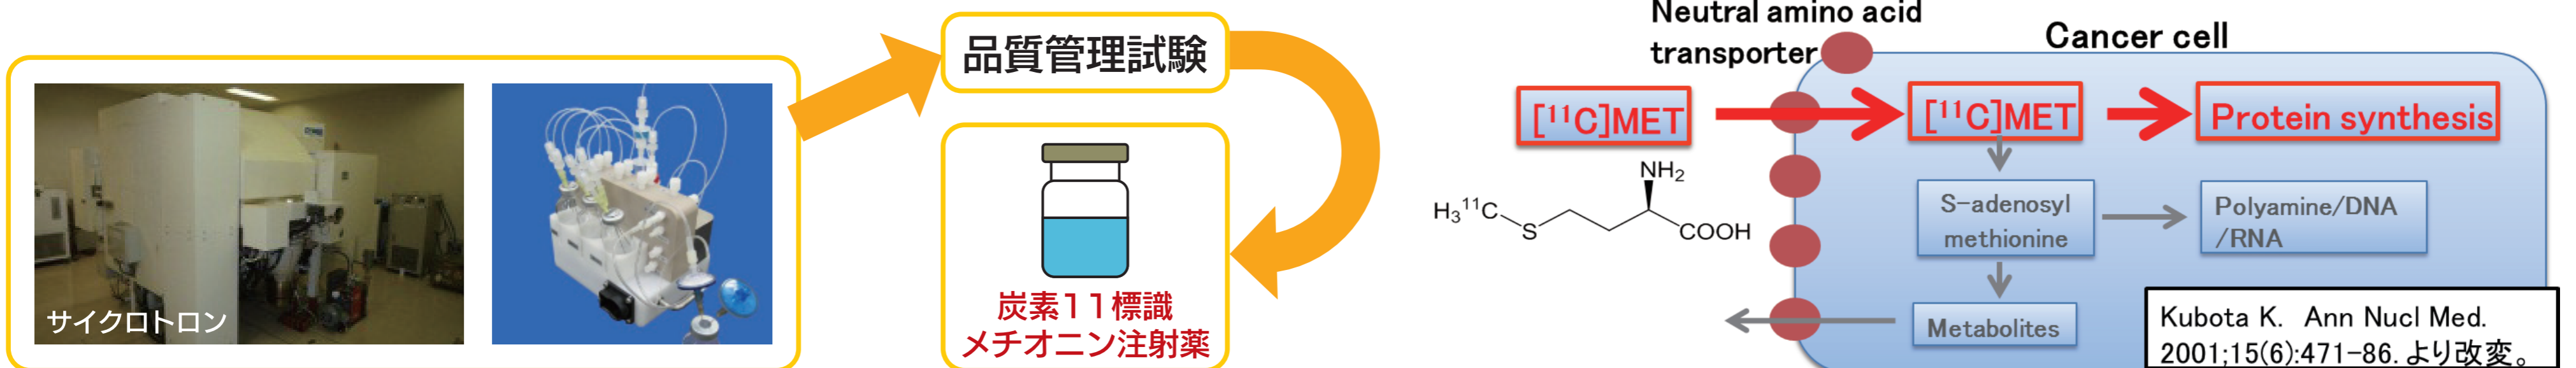 サイクロトロン
品質管理試験
炭素11標識
メチオニン注射薬
Neutral amino acid
transporter
Cancer cell
[¹¹C]MET
[¹¹C]MET
Protein synthesis
NH₂
H₃¹¹C
S
COOH
S-adenosyl
methionine
Polyamine/DNA
/RNA
Metabolites
Kubota K. Ann Nucl Med.
2001;15(6):471-86.より改変。